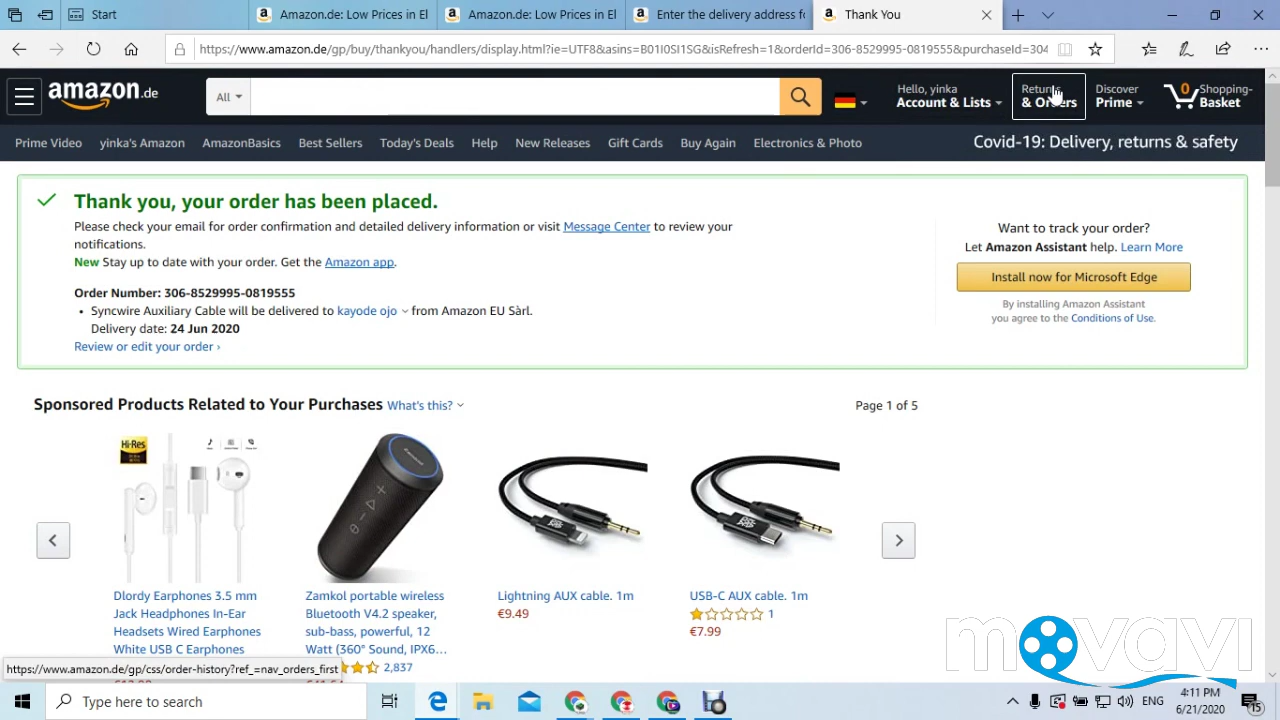 Start
Amazon.de: Low Prices in El
Amazon.de: Low Prices in El
Enter the delivery address fo
Thank You
https://www.amazon.de/gp/buy/thankyou/handlers/display.html?ie=UTF8&asins=B01I0SI1SG&isRefresh=1&orderId=306-8529995-0819555&purchaseId=304
amazon.de
All
Hello, yinka
Account & Lists
Returns
& Orders
Discover
Prime
0
Shopping-
Basket
Prime Video yinka's Amazon AmazonBasics Best Sellers Today's Deals Help New Releases Gift Cards Buy Again Electronics & Photo
Covid-19: Delivery, returns & safety
Thank you, your order has been placed.
Please check your email for order confirmation and detailed delivery information or visit Message Center to review your
notifications.
New Stay up to date with your order. Get the Amazon app.
Order Number: 306-8529995-0819555
• Syncwire Auxiliary Cable will be delivered to kayode ojo from Amazon EU Sàrl.
Delivery date: 24 Jun 2020
Review or edit your order ›
Want to track your order?
Let Amazon Assistant help. Learn More
Install now for Microsoft Edge
By installing Amazon Assistant
you agree to the Conditions of Use.
Sponsored Products Related to Your Purchases What's this?
Page 1 of 5
Hi-Res
Dlordy Earphones 3.5 mm
Jack Headphones In-Ear
Headsets Wired Earphones
White USB C Earphones
Zamkol portable wireless
Bluetooth V4.2 speaker,
sub-bass, powerful, 12
Watt (360° Sound, IPX6…
2,837
Lightning AUX cable. 1m
€9.49
USB-C AUX cable. 1m
1
€7.99
https://www.amazon.de/gp/css/order-history?ref_=nav_orders_first
movavi
Type here to search
ENG
4:11 PM
6/21/2020
15